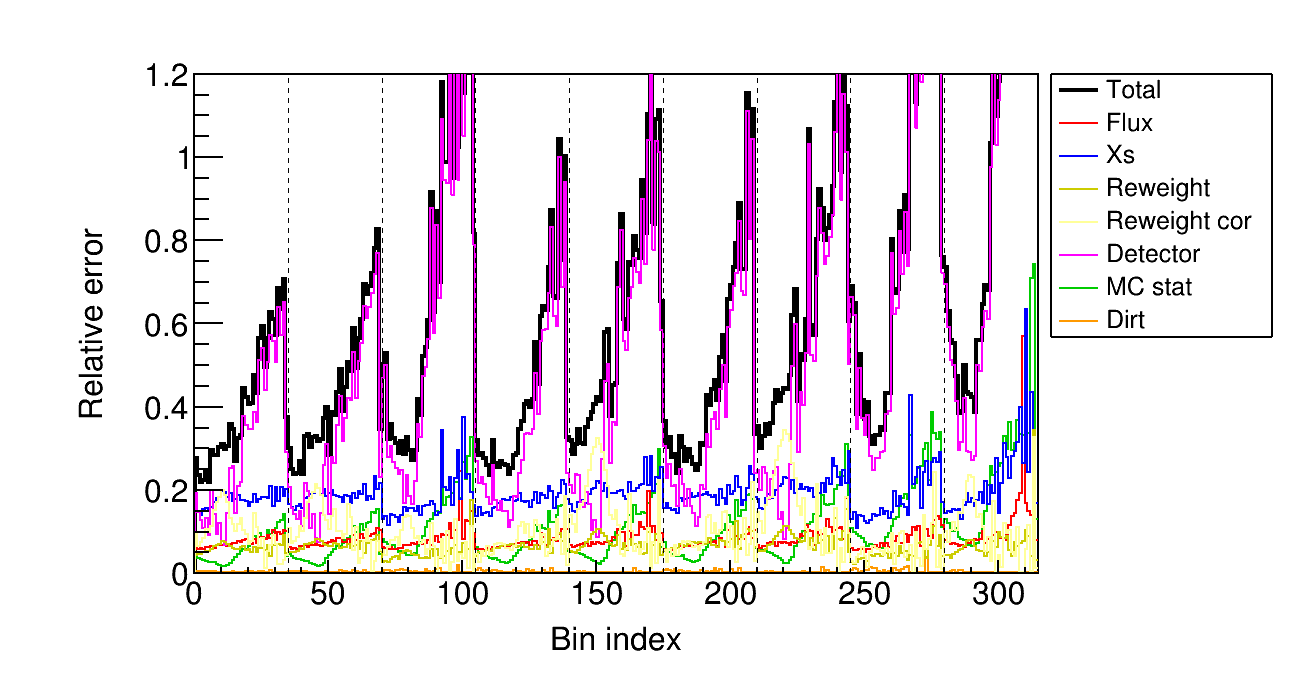 1.2
1
0.8
0.6
0.4
0.2
0
Relative error
0 50 100 150 200 250 300
Bin index
Total
Flux
Xs
Reweight
Reweight cor
Detector
MC stat
Dirt